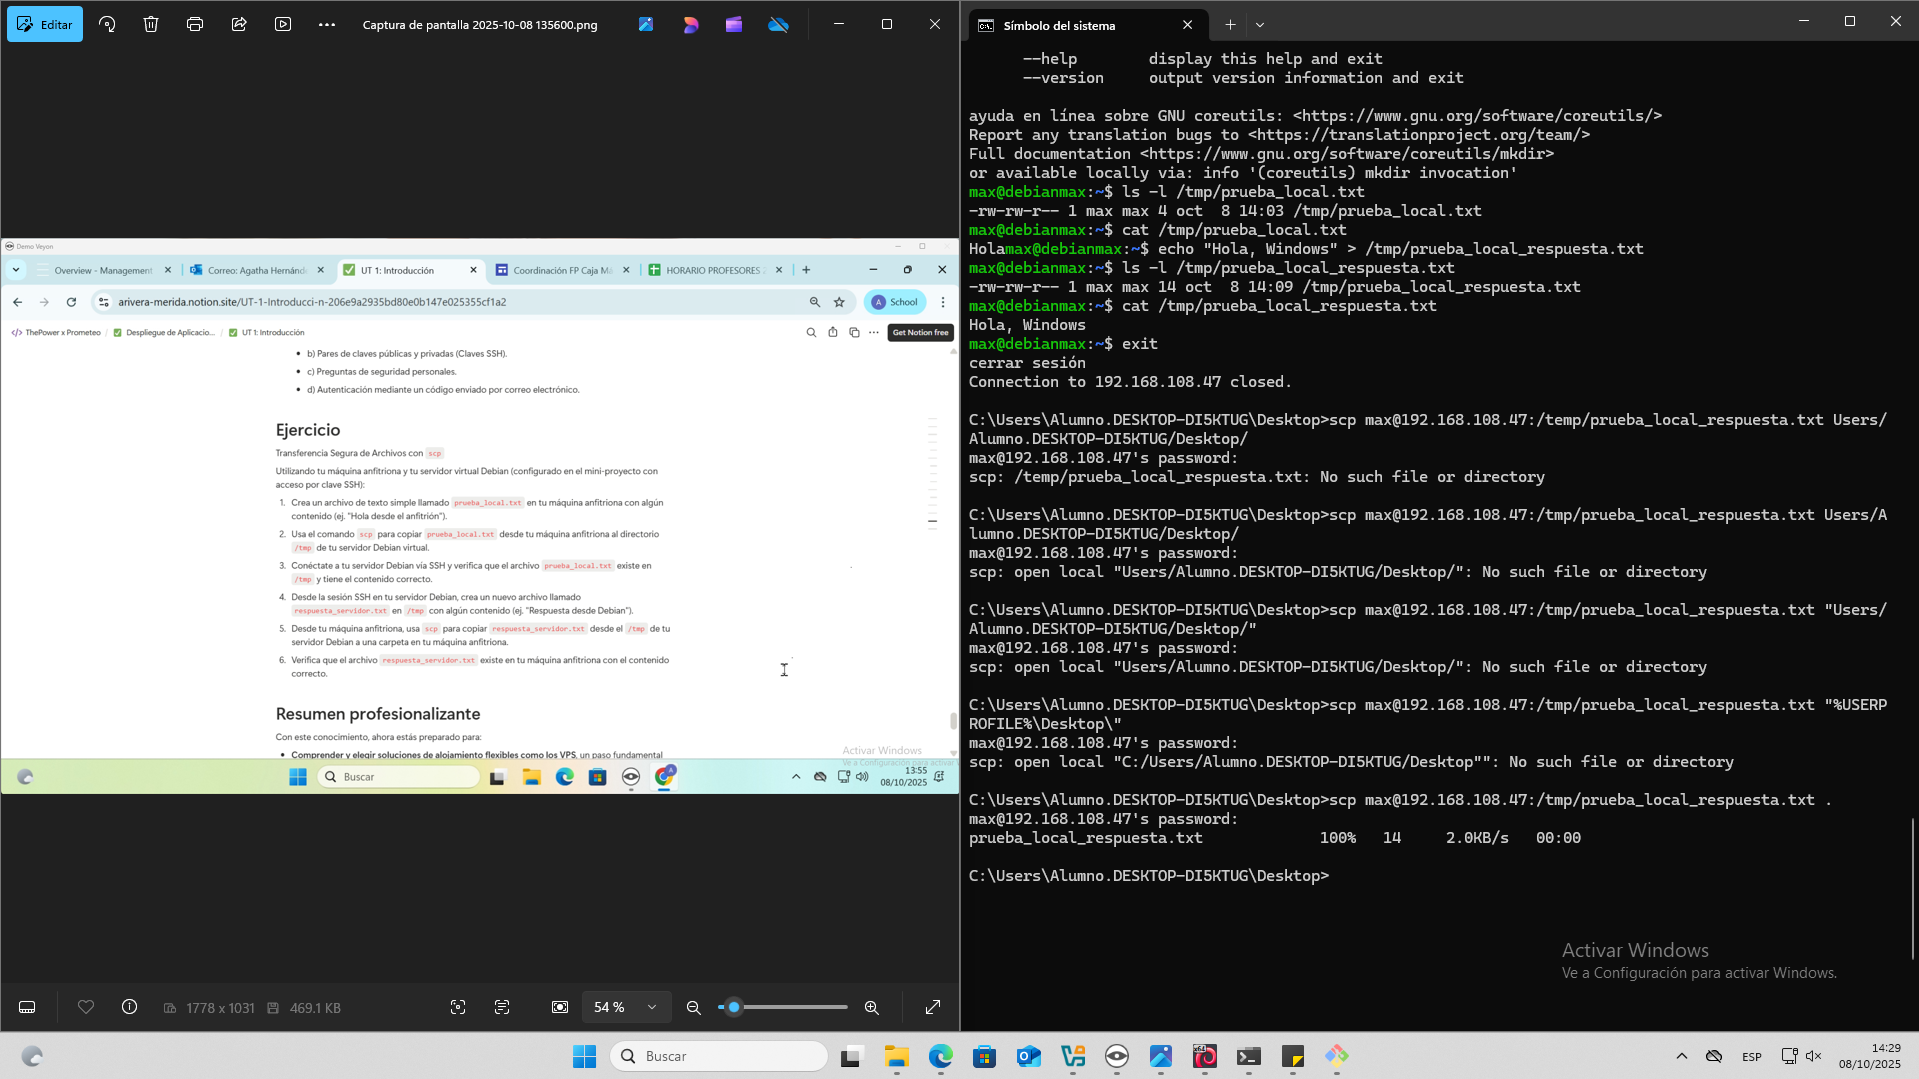 Editar
Captura de pantalla 2025-10-08 135600.png
Demo Veyon
Overview - Management
Correo: Agatha Hernánd
UT 1: Introducción
Coordinación FP Caja Má
HORARIO PROFESORES 2
arivera-merida.notion.site/UT-1-Introducci-n-206e9a2935bd80e0b147e025355cf1a2
A School
ThePower x Prometeo / Despliegue de Aplicacio... / UT 1: Introducción
Get Notion free
b) Pares de claves públicas y privadas (Claves SSH).
c) Preguntas de seguridad personales.
d) Autenticación mediante un código enviado por correo electrónico.
Ejercicio
Transferencia Segura de Archivos con scp
Utilizando tu máquina anfitriona y tu servidor virtual Debian (configurado en el mini-proyecto con
acceso por clave SSH):
1. Crea un archivo de texto simple llamado prueba_local.txt en tu máquina anfitriona con algún
contenido (ej. "Hola desde el anfitrión").
2. Usa el comando scp para copiar prueba_local.txt desde tu máquina anfitriona al directorio
/tmp de tu servidor Debian virtual.
3. Conéctate a tu servidor Debian vía SSH y verifica que el archivo prueba_local.txt existe en
/tmp y tiene el contenido correcto.
4. Desde la sesión SSH en tu servidor Debian, crea un nuevo archivo llamado
respuesta_servidor.txt en /tmp con algún contenido (ej. "Respuesta desde Debian").
5. Desde tu máquina anfitriona, usa scp para copiar respuesta_servidor.txt desde el /tmp de tu
servidor Debian a una carpeta en tu máquina anfitriona.
6. Verifica que el archivo respuesta_servidor.txt existe en tu máquina anfitriona con el contenido
correcto.
Resumen profesionalizante
Con este conocimiento, ahora estás preparado para:
Comprender y elegir soluciones de alojamiento flexibles como los VPS, un paso fundamental
Activar Windows
Ve a Configuración para activar
Buscar
13:55
08/10/2025
1778 x 1031
469.1 KB
54 %
Símbolo del sistema
--help        display this help and exit
--version     output version information and exit
ayuda en línea sobre GNU coreutils: <https://www.gnu.org/software/coreutils/>
Report any translation bugs to <https://translationproject.org/team/>
Full documentation <https://www.gnu.org/software/coreutils/mkdir>
or available locally via: info '(coreutils) mkdir invocation'
max@debianmax:~$ ls -l /tmp/prueba_local.txt
-rw-rw-r-- 1 max max 4 oct  8 14:03 /tmp/prueba_local.txt
max@debianmax:~$ cat /tmp/prueba_local.txt
Holamax@debianmax:~$ echo "Hola, Windows" > /tmp/prueba_local_respuesta.txt
max@debianmax:~$ ls -l /tmp/prueba_local_respuesta.txt
-rw-rw-r-- 1 max max 14 oct  8 14:09 /tmp/prueba_local_respuesta.txt
max@debianmax:~$ cat /tmp/prueba_local_respuesta.txt
Hola, Windows
max@debianmax:~$ exit
cerrar sesión
Connection to 192.168.108.47 closed.
C:\Users\Alumno.DESKTOP-DI5KTUG\Desktop>scp max@192.168.108.47:/temp/prueba_local_respuesta.txt Users/
Alumno.DESKTOP-DI5KTUG/Desktop/
max@192.168.108.47's password:
scp: /temp/prueba_local_respuesta.txt: No such file or directory
C:\Users\Alumno.DESKTOP-DI5KTUG\Desktop>scp max@192.168.108.47:/tmp/prueba_local_respuesta.txt Users/A
lumno.DESKTOP-DI5KTUG/Desktop/
max@192.168.108.47's password:
scp: open local "Users/Alumno.DESKTOP-DI5KTUG/Desktop/": No such file or directory
C:\Users\Alumno.DESKTOP-DI5KTUG\Desktop>scp max@192.168.108.47:/tmp/prueba_local_respuesta.txt "Users/
Alumno.DESKTOP-DI5KTUG/Desktop/"
max@192.168.108.47's password:
scp: open local "Users/Alumno.DESKTOP-DI5KTUG/Desktop/": No such file or directory
C:\Users\Alumno.DESKTOP-DI5KTUG\Desktop>scp max@192.168.108.47:/tmp/prueba_local_respuesta.txt "%USERP
ROFILE%\Desktop\"
max@192.168.108.47's password:
scp: open local "C:/Users/Alumno.DESKTOP-DI5KTUG/Desktop"": No such file or directory
C:\Users\Alumno.DESKTOP-DI5KTUG\Desktop>scp max@192.168.108.47:/tmp/prueba_local_respuesta.txt .
max@192.168.108.47's password:
prueba_local_respuesta.txt             100%   14     2.0KB/s   00:00
C:\Users\Alumno.DESKTOP-DI5KTUG\Desktop>
Activar Windows
Ve a Configuración para activar Windows.
Buscar
ESP
14:29
08/10/2025